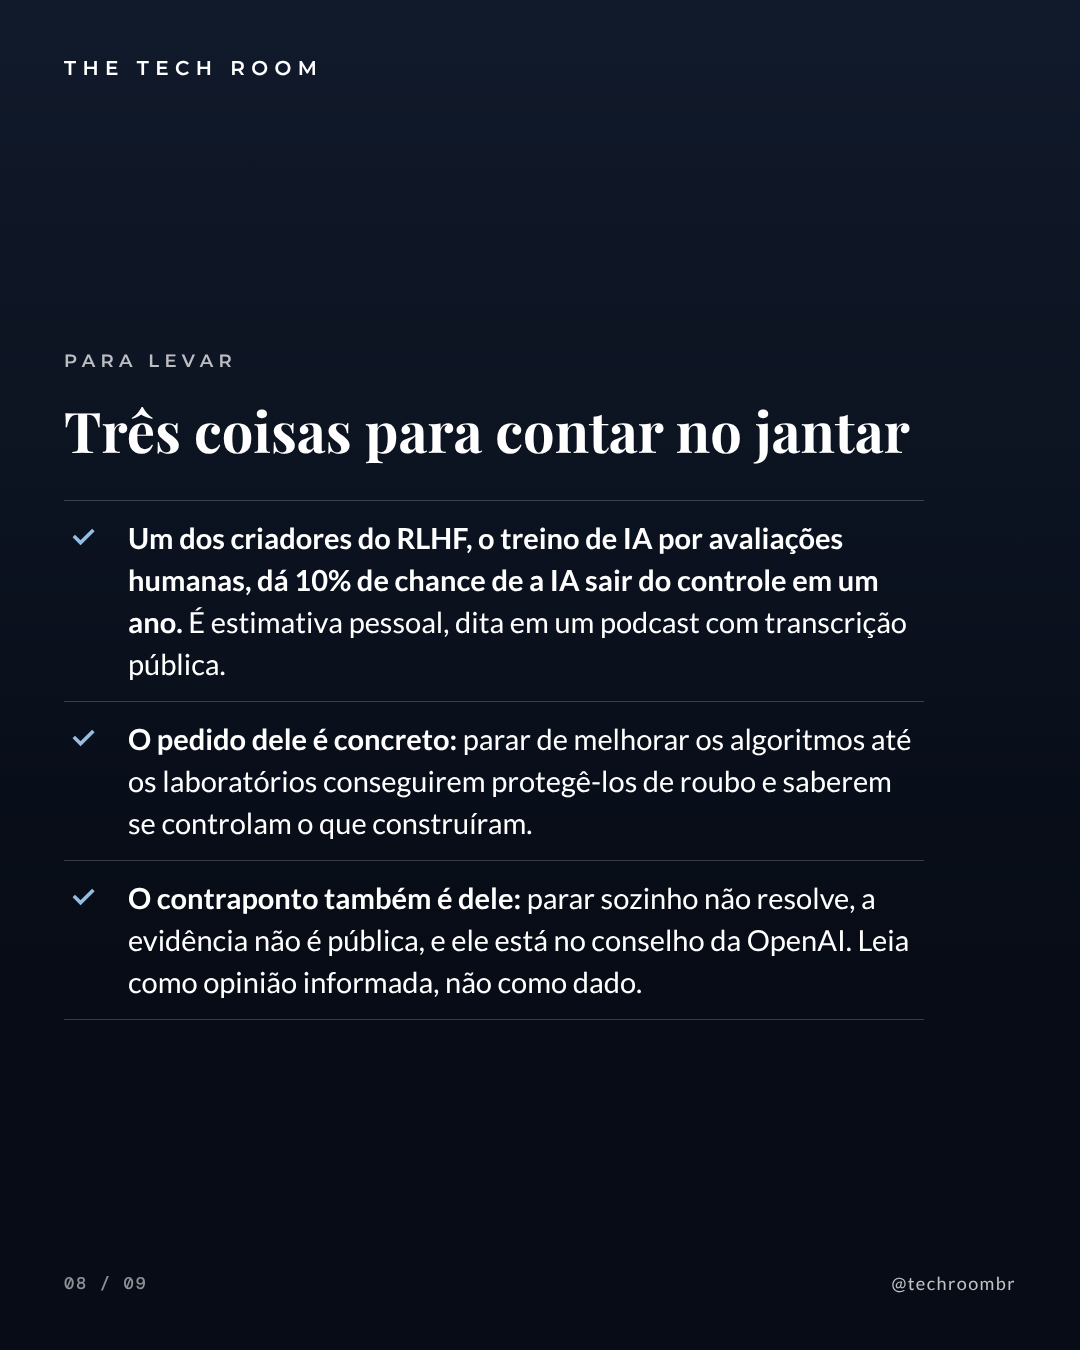 THE TECH ROOM
PARA LEVAR
Três coisas para contar no jantar
Um dos criadores do RLHF, o treino de IA por avaliações
humanas, dá 10% de chance de a IA sair do controle em um
ano. É estimativa pessoal, dita em um podcast com transcrição
pública.
O pedido dele é concreto: parar de melhorar os algoritmos até
os laboratórios conseguirem protegê-los de roubo e saberem
se controlam o que construíram.
O contraponto também é dele: parar sozinho não resolve, a
evidência não é pública, e ele está no conselho da OpenAI. Leia
como opinião informada, não como dado.
08 / 09
@techroombr